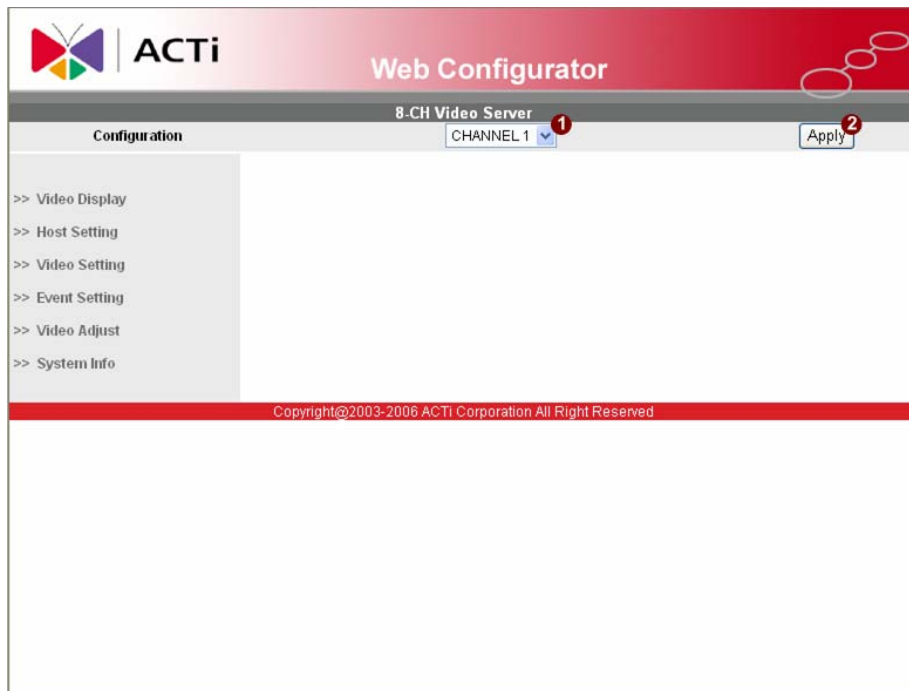 ACTi
Web Configurator
8-CH Video Server
Configuration
CHANNEL 1
1
Apply
2
>> Video Display
>> Host Setting
>> Video Setting
>> Event Setting
>> Video Adjust
>> System Info
Copyright@2003-2006 ACTi Corporation All Right Reserved